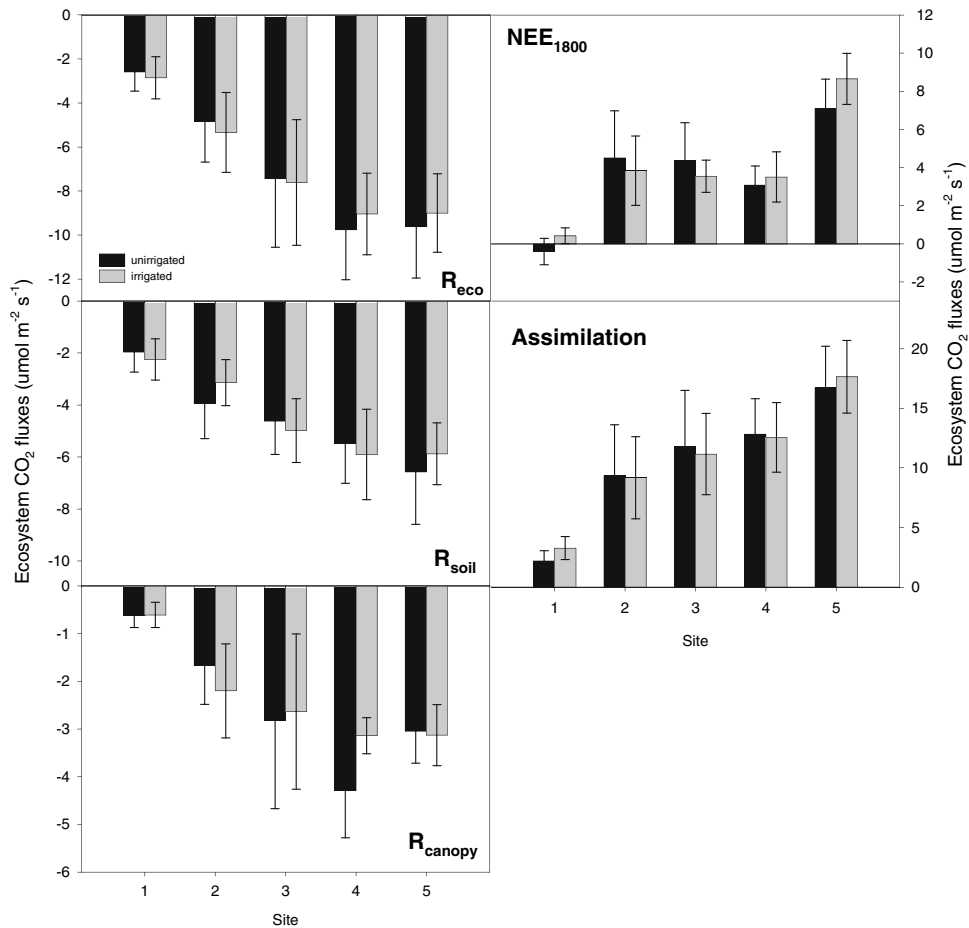 Ecosystem CO2 fluxes (umol m-2 s-1)
0
-2
-4
-6
-8
-10
-12
unirrigated
irrigated
Reco
0
-2
-4
-6
-8
-10
Rsoil
0
-1
-2
-3
-4
-5
-6
Rcanopy
1 2 3 4 5
Site
NEE1800
12
10
8
6
4
2
0
-2
Ecosystem CO2 fluxes (umol m-2 s-1)
Assimilation
20
15
10
5
0
1 2 3 4 5
Site